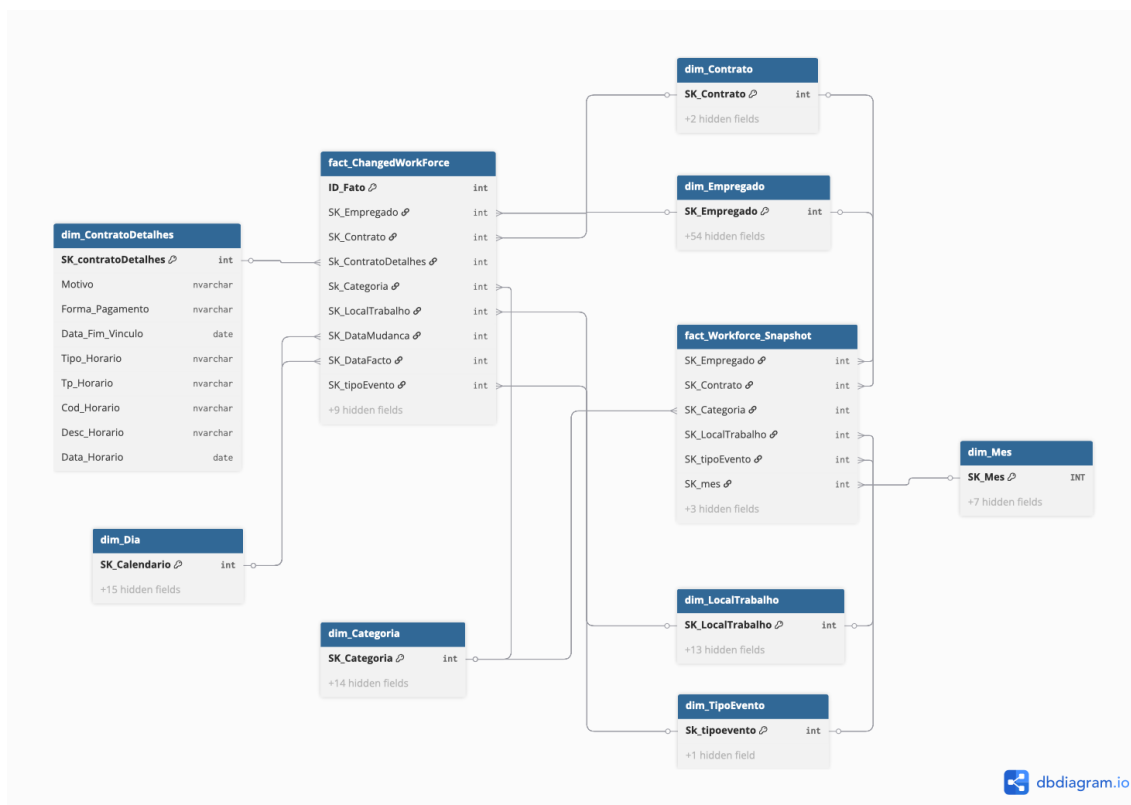 dim_Contrato
SK_Contrato int
+2 hidden fields
fact_ChangedWorkForce
ID_Fato int
SK_Empregado int
SK_Contrato int
Sk_ContratoDetalhes int
Sk_Categoria int
SK_LocalTrabalho int
SK_DataMudanca int
SK_DataFacto int
SK_tipoEvento int
+9 hidden fields
dim_Empregado
SK_Empregado int
+54 hidden fields
dim_ContratoDetalhes
SK_contratoDetalhes int
Motivo nvarchar
Forma_Pagamento nvarchar
Data_Fim_Vinculo date
Tipo_Horario nvarchar
Tp_Horario nvarchar
Cod_Horario nvarchar
Desc_Horario nvarchar
Data_Horario date
fact_Workforce_Snapshot
SK_Empregado int
SK_Contrato int
SK_Categoria int
SK_LocalTrabalho int
SK_tipoEvento int
SK_mes int
+3 hidden fields
dim_Mes
SK_Mes INT
+7 hidden fields
dim_Dia
SK_Calendario int
+15 hidden fields
dim_LocalTrabalho
SK_LocalTrabalho int
+13 hidden fields
dim_Categoria
SK_Categoria int
+14 hidden fields
dim_TipoEvento
Sk_tipoevento int
+1 hidden field
dbdiagram.io